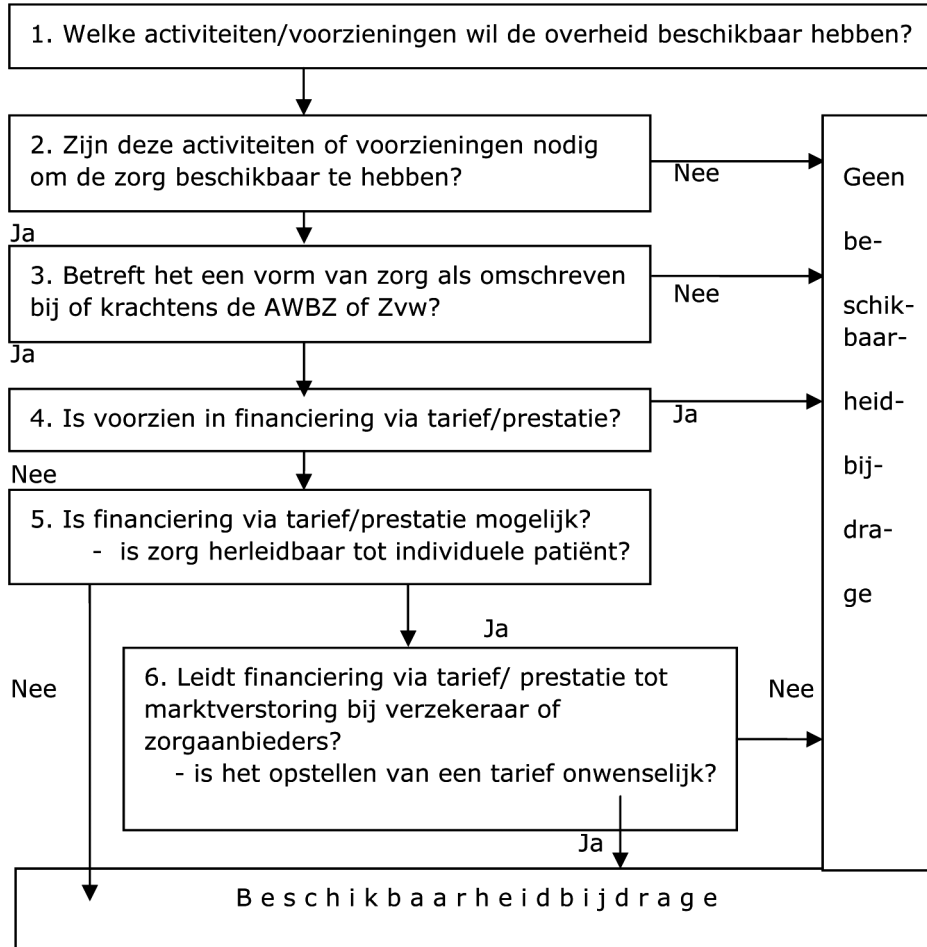 1. Welke activiteiten/voorzieningen wil de overheid beschikbaar hebben?
2. Zijn deze activiteiten of voorzieningen nodig
om de zorg beschikbaar te hebben?
Nee
Ja
3. Betreft het een vorm van zorg als omschreven
bij of krachtens de AWBZ of Zvw?
Nee
Ja
4. Is voorzien in financiering via tarief/prestatie?
Ja
Nee
5. Is financiering via tarief/prestatie mogelijk?
- is zorg herleidbaar tot individuele patiënt?
Ja
Nee
6. Leidt financiering via tarief/ prestatie tot
marktverstoring bij verzekeraar of
zorgaanbieders?
- is het opstellen van een tarief onwenselijk?
Nee
Ja
Geen
be-
schik-
baar-
heid-
bij-
dra-
ge
Beschikbaarheidbijdrage